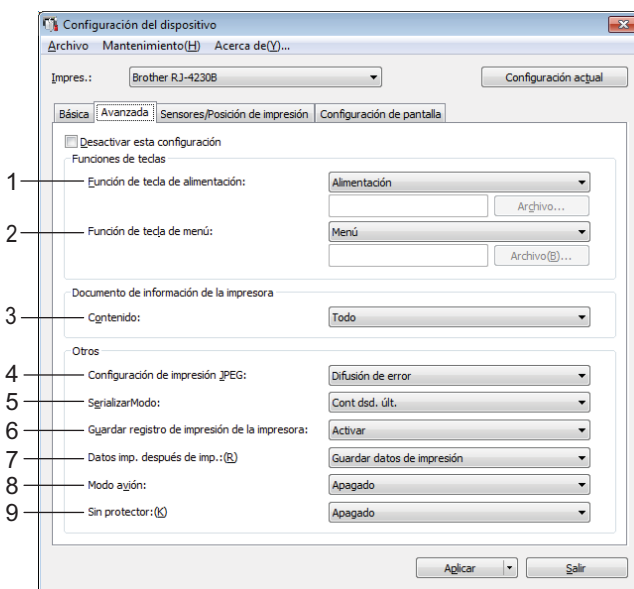 Configuración del dispositivo
Archivo Mantenimiento(H) Acerca de(Y)...
Impres.: Brother RJ-4230B Configuración actual
Básica Avanzada Sensores/Posición de impresión Configuración de pantalla
Desactivar esta configuración
Funciones de teclas
1 Función de tecla de alimentación: Alimentación
Archivo...
2 Función de tecla de menú: Menú
Archivo(B)...
Documento de información de la impresora
3 Contenido: Todo
Otros
4 Configuración de impresión JPEG: Difusión de error
5 SerializarModo: Cont dsd. últ.
6 Guardar registro de impresión de la impresora: Activar
7 Datos imp. después de imp.:(R) Guardar datos de impresión
8 Modo avión: Apagado
9 Sin protector:(K) Apagado
Aplicar Salir